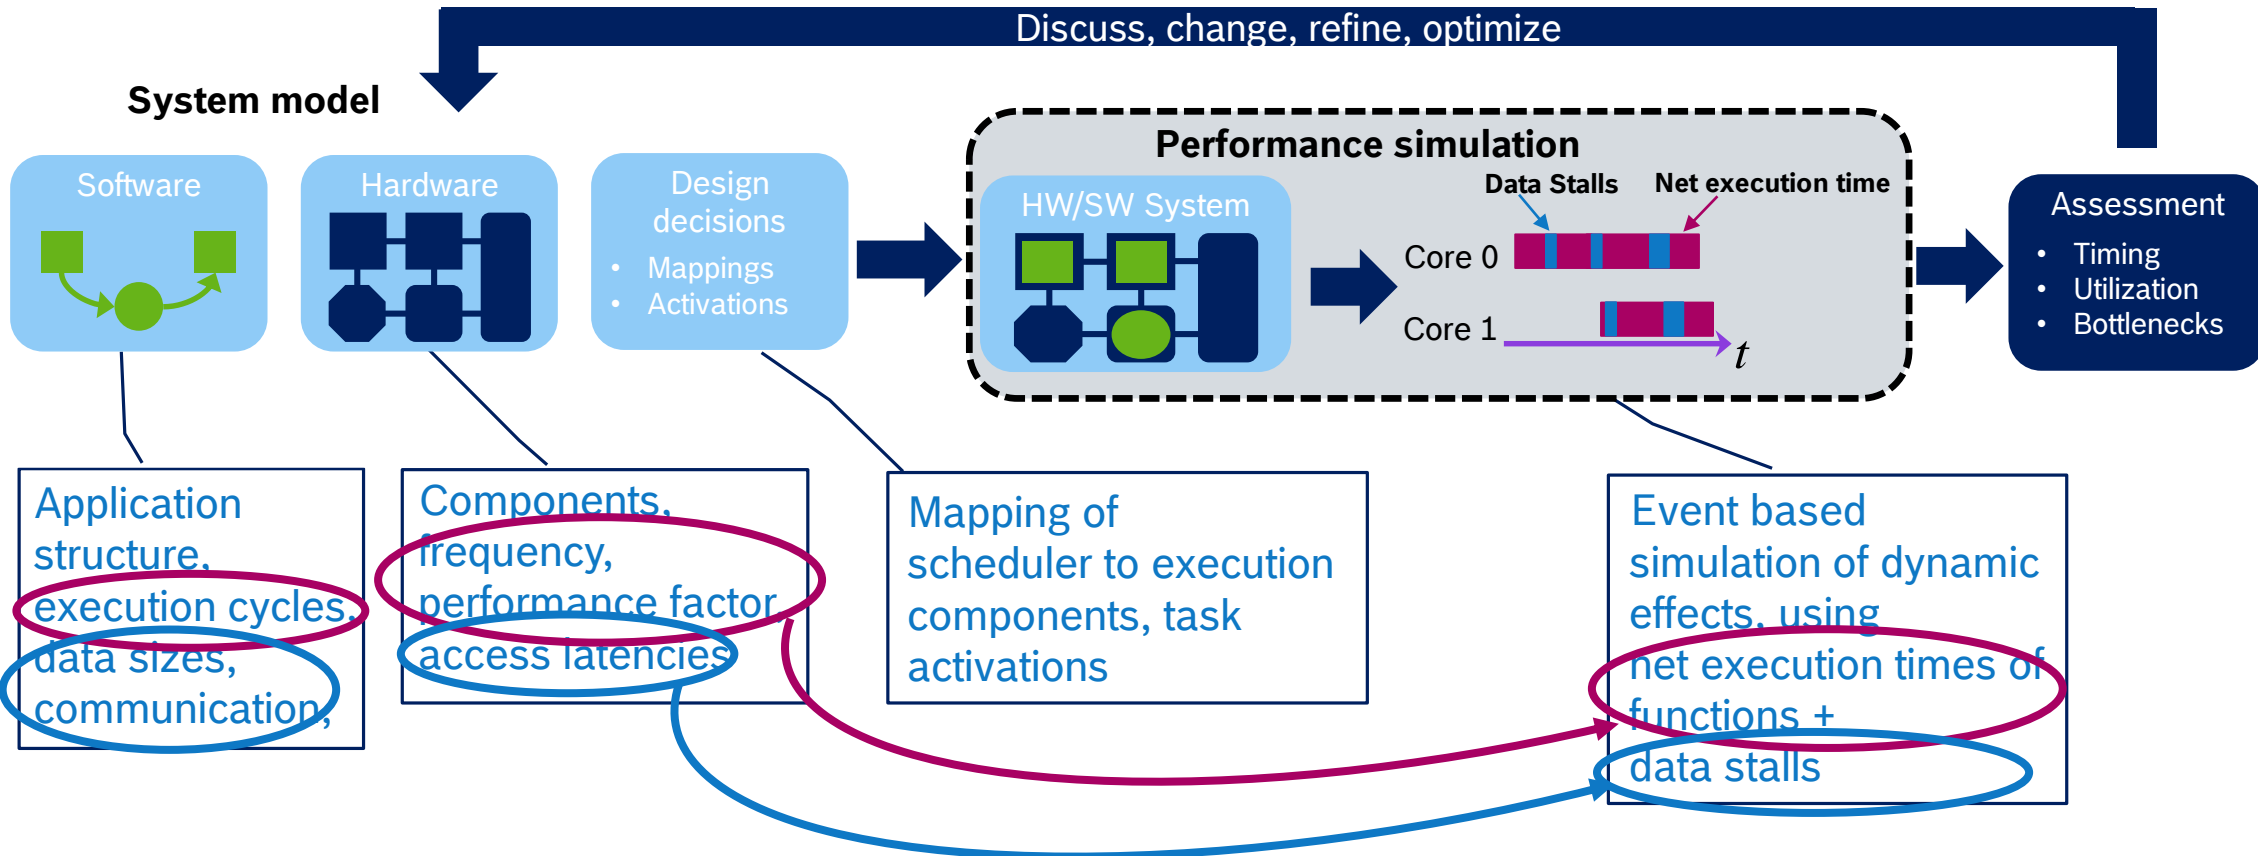 Discuss, change, refine, optimize
System model
Software
Hardware
Design
decisions
• Mappings
• Activations
Performance simulation
HW/SW System
Data Stalls
Net execution time
Core 0
Core 1
t
Assessment
• Timing
• Utilization
• Bottlenecks
Application
structure,
execution cycles,
data sizes,
communication,
Components,
frequency,
performance factor,
access latencies
Mapping of
scheduler to execution
components, task
activations
Event based
simulation of dynamic
effects, using
net execution times of
functions +
data stalls